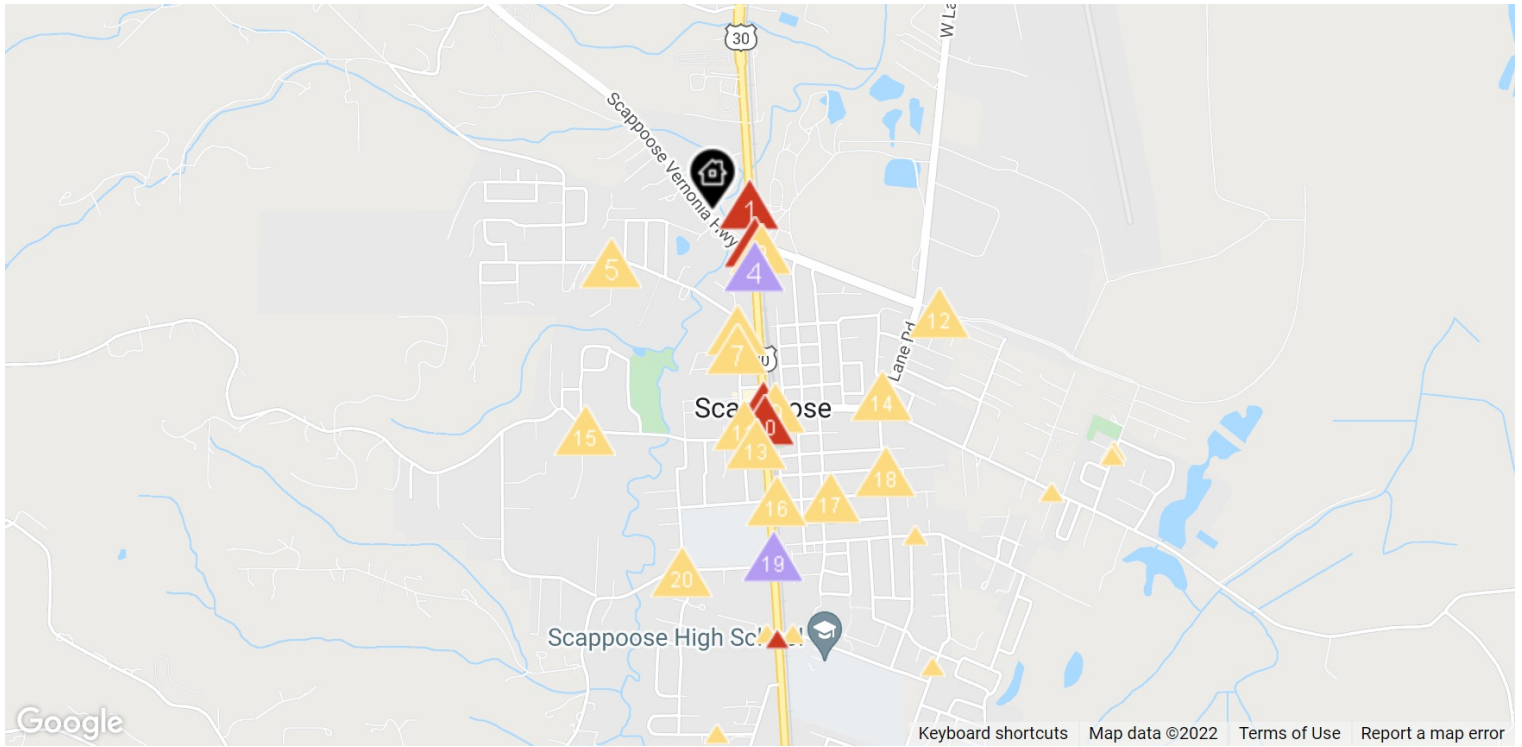 30
W La
Scappoose Vernonia Hwy
1
5
4
12
7
Lane Rd
Scappoose
14
15
13
18
16
17
19
20
Scappoose High School
Google
Keyboard shortcuts
Map data ©2022
Terms of Use
Report a map error